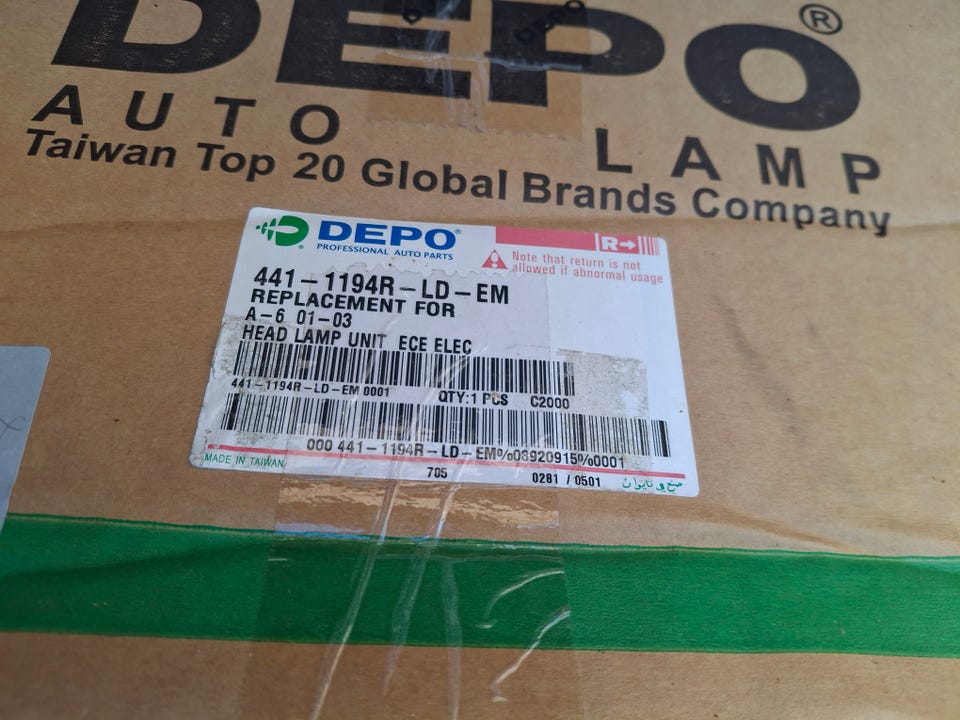 DEPO®
AUTO LAMP
Taiwan Top 20 Global Brands Company
DEPO®
PROFESSIONAL AUTO PARTS
R→
Note that return is not
allowed if abnormal usage
441-1194R-LD-EM
REPLACEMENT FOR
A-6 01-03
HEAD LAMP UNIT ECE ELEC
441-1194R-LD-EM 0001 QTY:1 PCS C2000
000 441-1194R-LD-EM%08920915%0001
MADE IN TAIWAN 705 0281 / 0501 صنع في تايوان